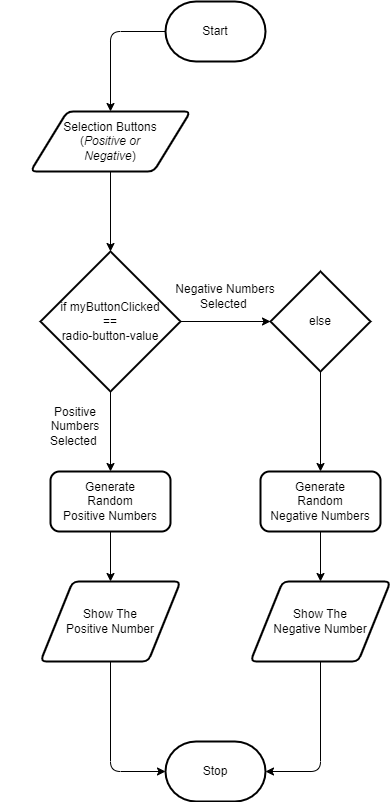 Start
Selection Buttons
(Positive or
Negative)
if myButtonClicked
==
radio-button-value
Negative Numbers
Selected
else
Positive
Numbers
Selected
Generate
Random
Positive Numbers
Generate
Random
Negative Numbers
Show The
Positive Number
Show The
Negative Number
Stop